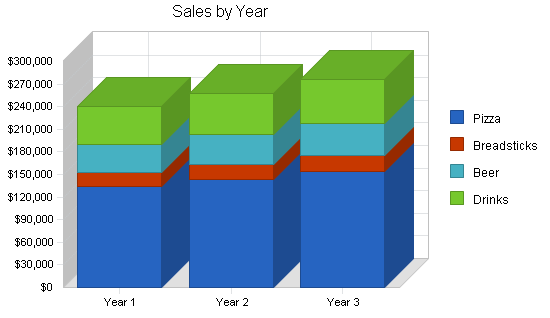 Sales by Year
$300,000
$270,000
$240,000
$210,000
$180,000
$150,000
$120,000
$90,000
$60,000
$30,000
$0
Year 1
Year 2
Year 3
Pizza
Breadsticks
Beer
Drinks